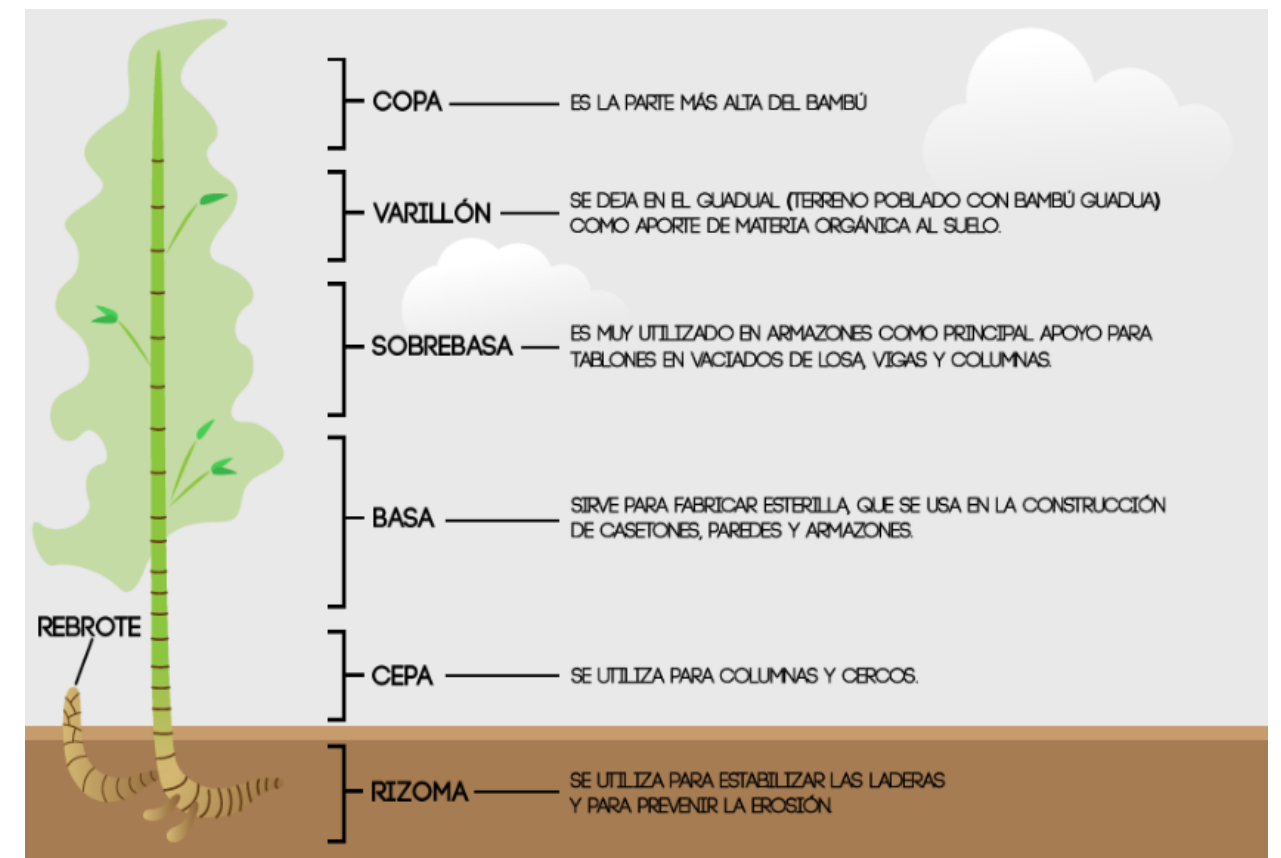 COPA
ES LA PARTE MÁS ALTA DEL BAMBÚ
VARILLÓN
SE DEJA EN EL GUADUAL (TERRENO POBLADO CON BAMBÚ GUADUA)
COMO APORTE DE MATERIA ORGÁNICA AL SUELO.
SOBREBASA
ES MUY UTILIZADO EN ARMAZONES COMO PRINCIPAL APOYO PARA
TABLONES EN VACIADOS DE LOSA, VIGAS Y COLUMNAS.
BASA
SIRVE PARA FABRICAR ESTERILLA, QUE SE USA EN LA CONSTRUCCIÓN
DE CASETONES, PAREDES Y ARMAZONES.
REBROTE
CEPA
SE UTILIZA PARA COLUMNAS Y CERCOS.
RIZOMA
SE UTILIZA PARA ESTABILIZAR LAS LADERAS
Y PARA PREVENIR LA EROSIÓN.